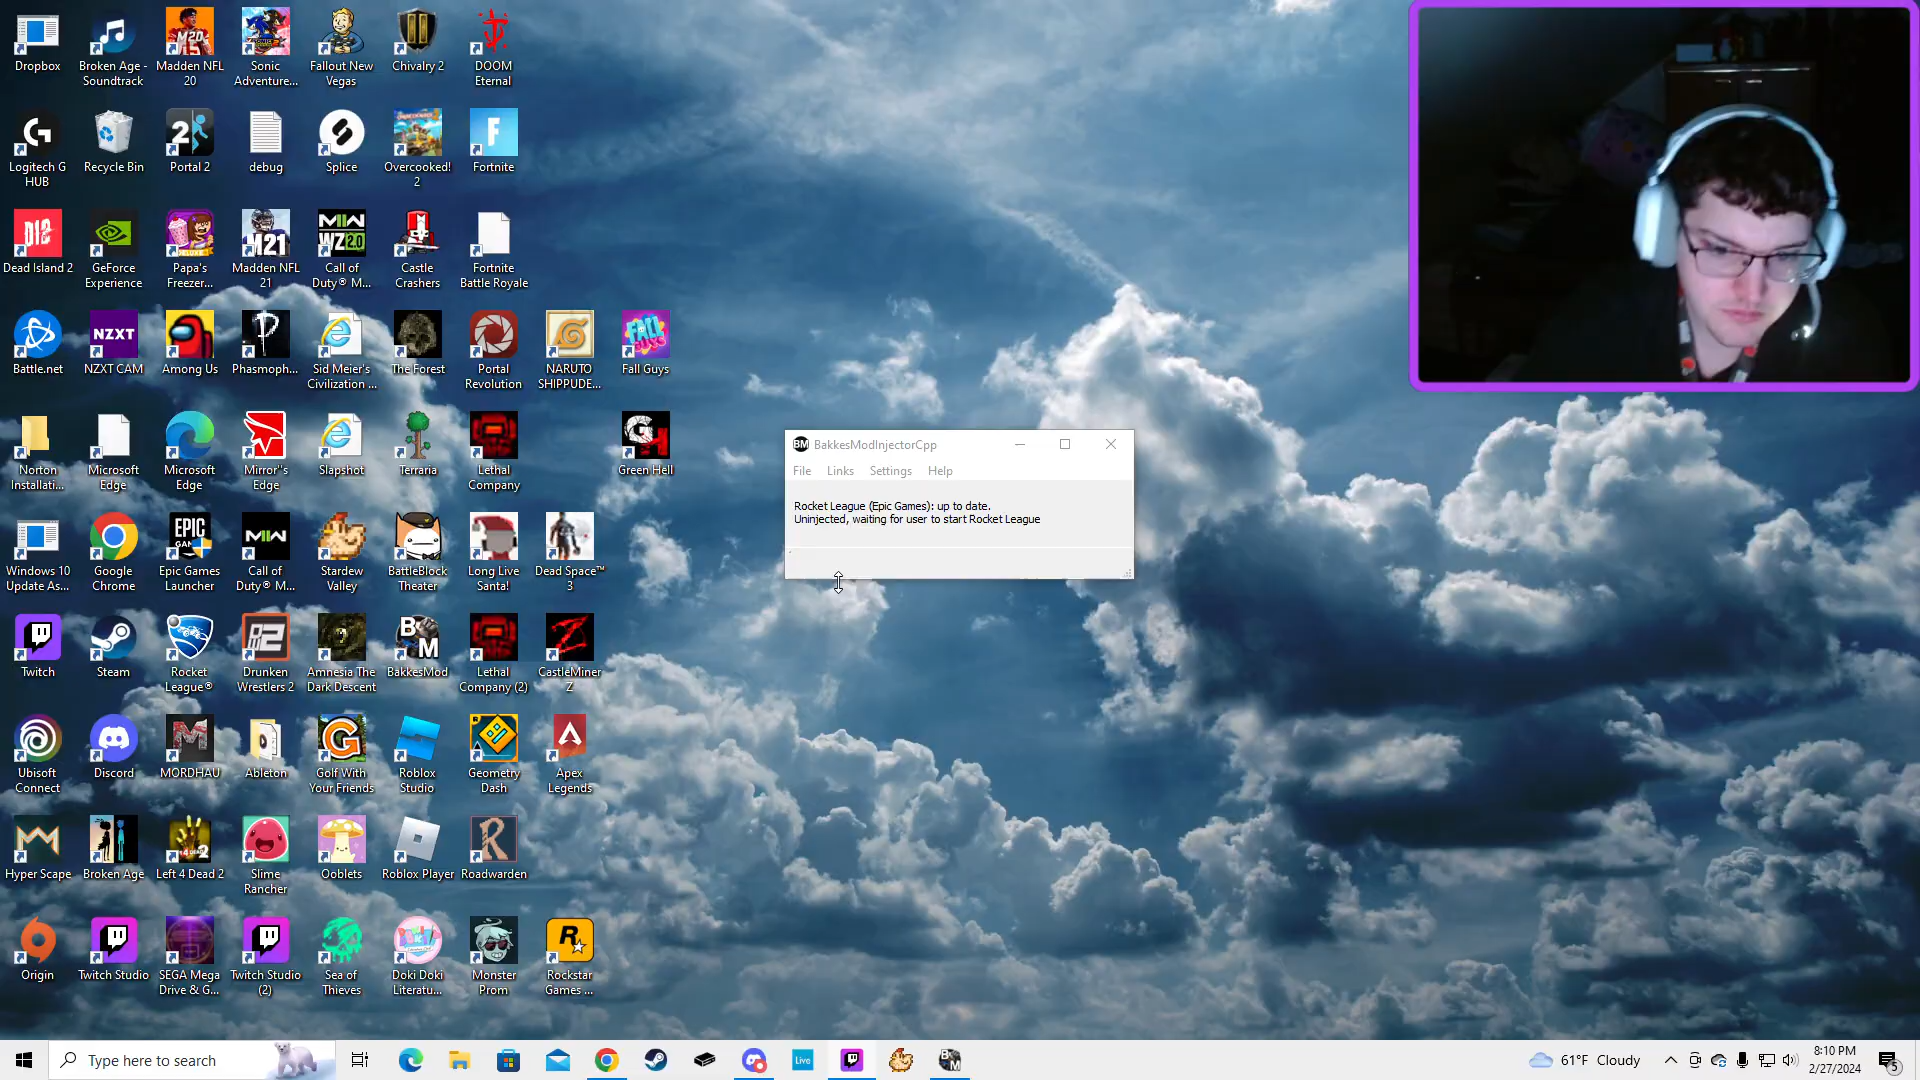 Dropbox
Broken Age - Soundtrack
Madden NFL 20
Sonic Adventure...
Fallout New Vegas
Chivalry 2
DOOM Eternal
Logitech G HUB
Recycle Bin
Portal 2
debug
Splice
Overcooked! 2
Fortnite
Dead Island 2
GeForce Experience
Papa's Freezer...
Madden NFL 21
Call of Duty® M...
Castle Crashers
Fortnite Battle Royale
Battle.net
NZXT CAM
Among Us
Phasmoph...
Sid Meier's Civilization ...
The Forest
Portal Revolution
NARUTO SHIPPUDE...
Fall Guys
Norton Installati...
Microsoft Edge
Microsoft Edge
Mirror's Edge
Slapshot
Terraria
Lethal Company
Green Hell
Windows 10 Update As...
Google Chrome
Epic Games Launcher
Call of Duty® M...
Stardew Valley
BattleBlock Theater
Long Live Santa!
Dead Space™ 3
Twitch
Steam
Rocket League®
Drunken Wrestlers 2
Amnesia The Dark Descent
BakkesMod
Lethal Company (2)
CastleMiner Z
Ubisoft Connect
Discord
MORDHAU
Ableton
Golf With Your Friends
Roblox Studio
Geometry Dash
Apex Legends
Hyper Scape
Broken Age
Left 4 Dead 2
Slime Rancher
Ooblets
Roblox Player
Roadwarden
Origin
Twitch Studio
SEGA Mega Drive & G...
Twitch Studio (2)
Sea of Thieves
Doki Doki Literatu...
Monster Prom
Rockstar Games ...
BM BakkesModInjectorCpp
File Links Settings Help
Rocket League (Epic Games): up to date.
Uninjected, waiting for user to start Rocket League
Type here to search
Live
61°F Cloudy
8:10 PM
2/27/2024
5